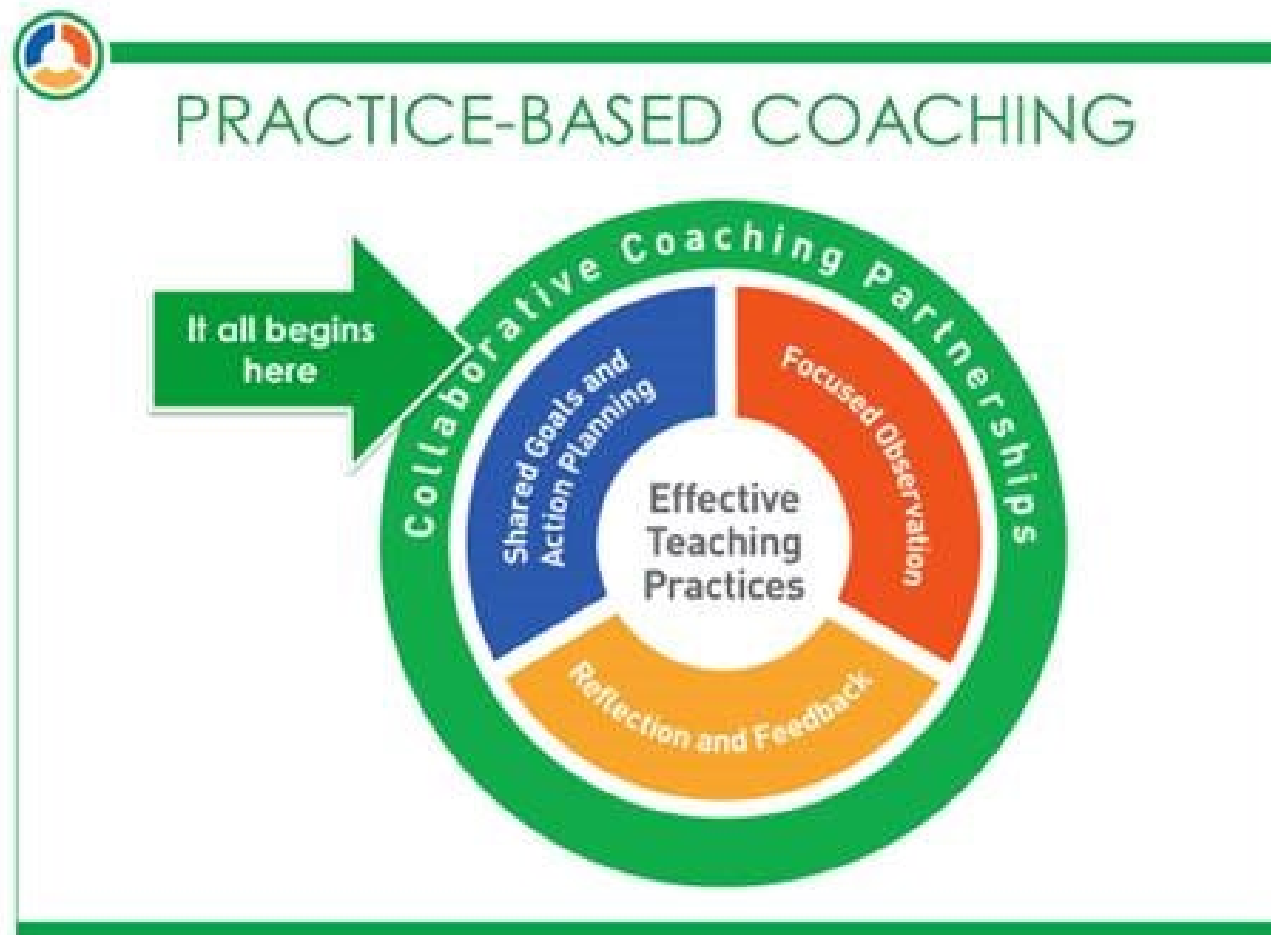 PRACTICE-BASED COACHING
It all begins
here
Collaborative Coaching Partnerships
Shared Goals and
Action Planning
Focused Observation
Effective
Teaching
Practices
Reflection and Feedback